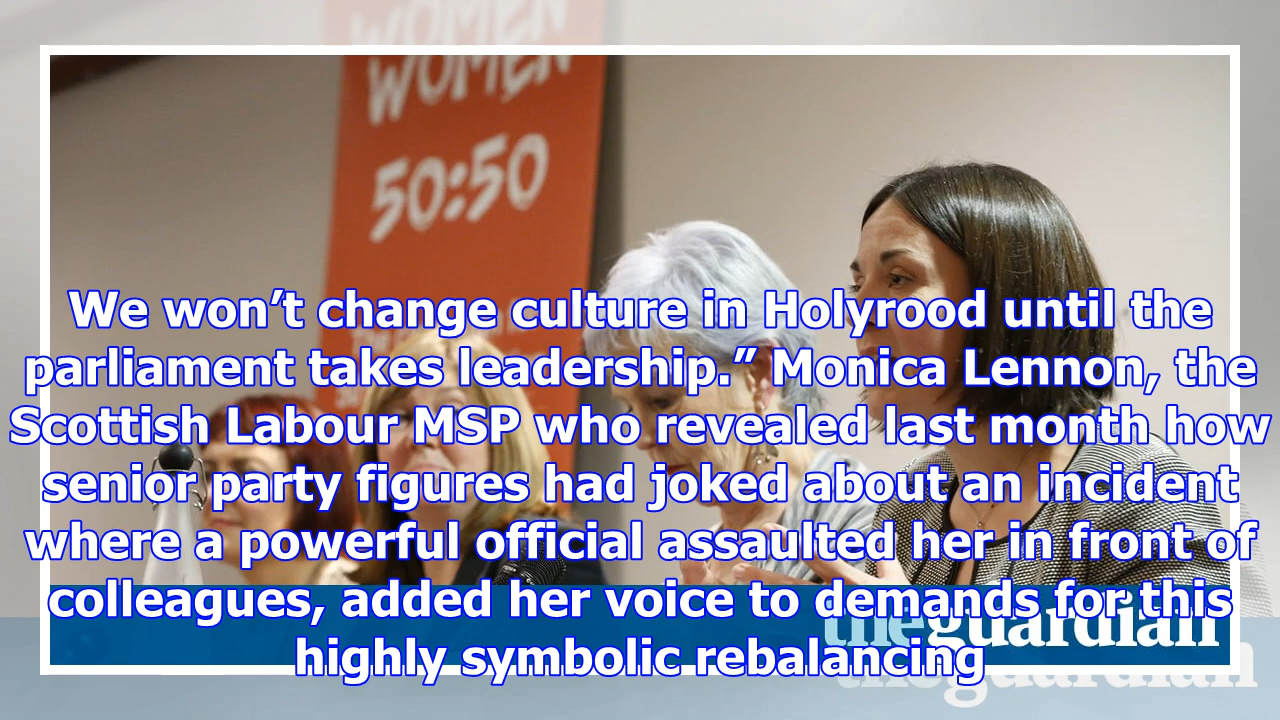 WOMEN
WOMEN
50:50
We won’t change culture in Holyrood until the
parliament takes leadership.” Monica Lennon, the
Scottish Labour MSP who revealed last month how
senior party figures had joked about an incident
where a powerful official assaulted her in front of
colleagues, added her voice to demands for this
highly symbolic rebalancing
theguardian
theguardian